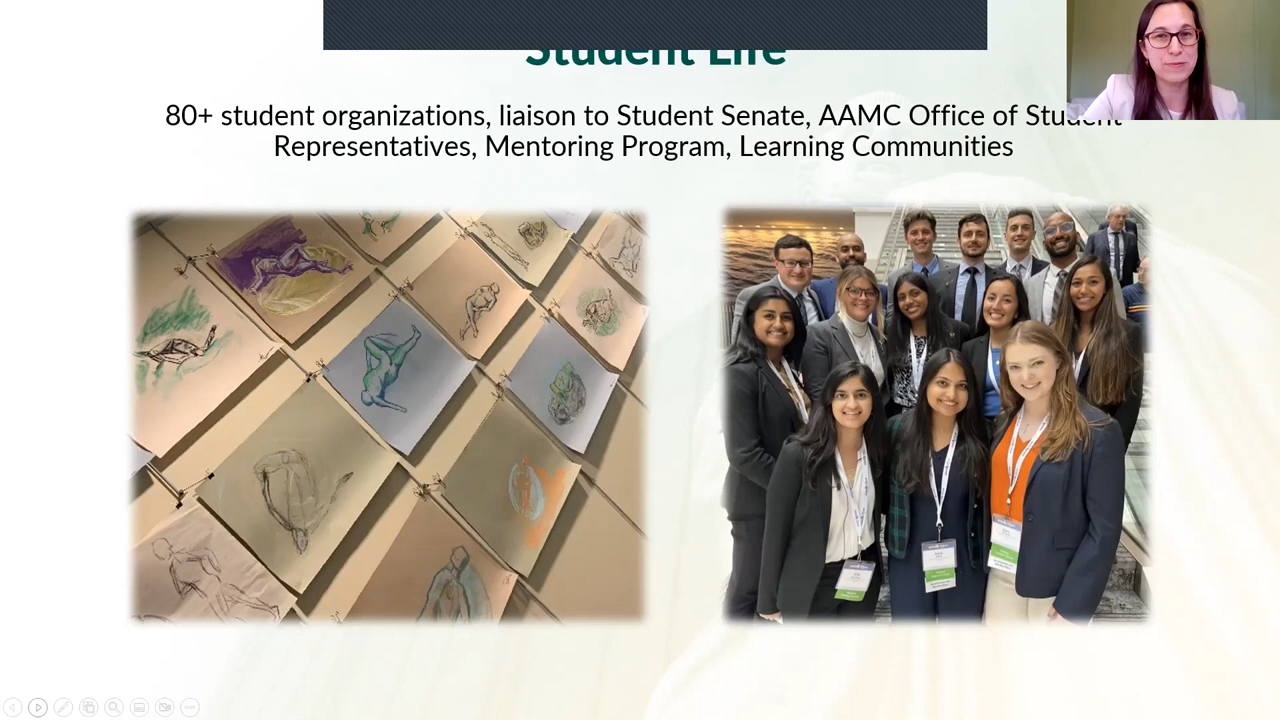 Student Life
80+ student organizations, liaison to Student Senate, AAMC Office of Student
Representatives, Mentoring Program, Learning Communities